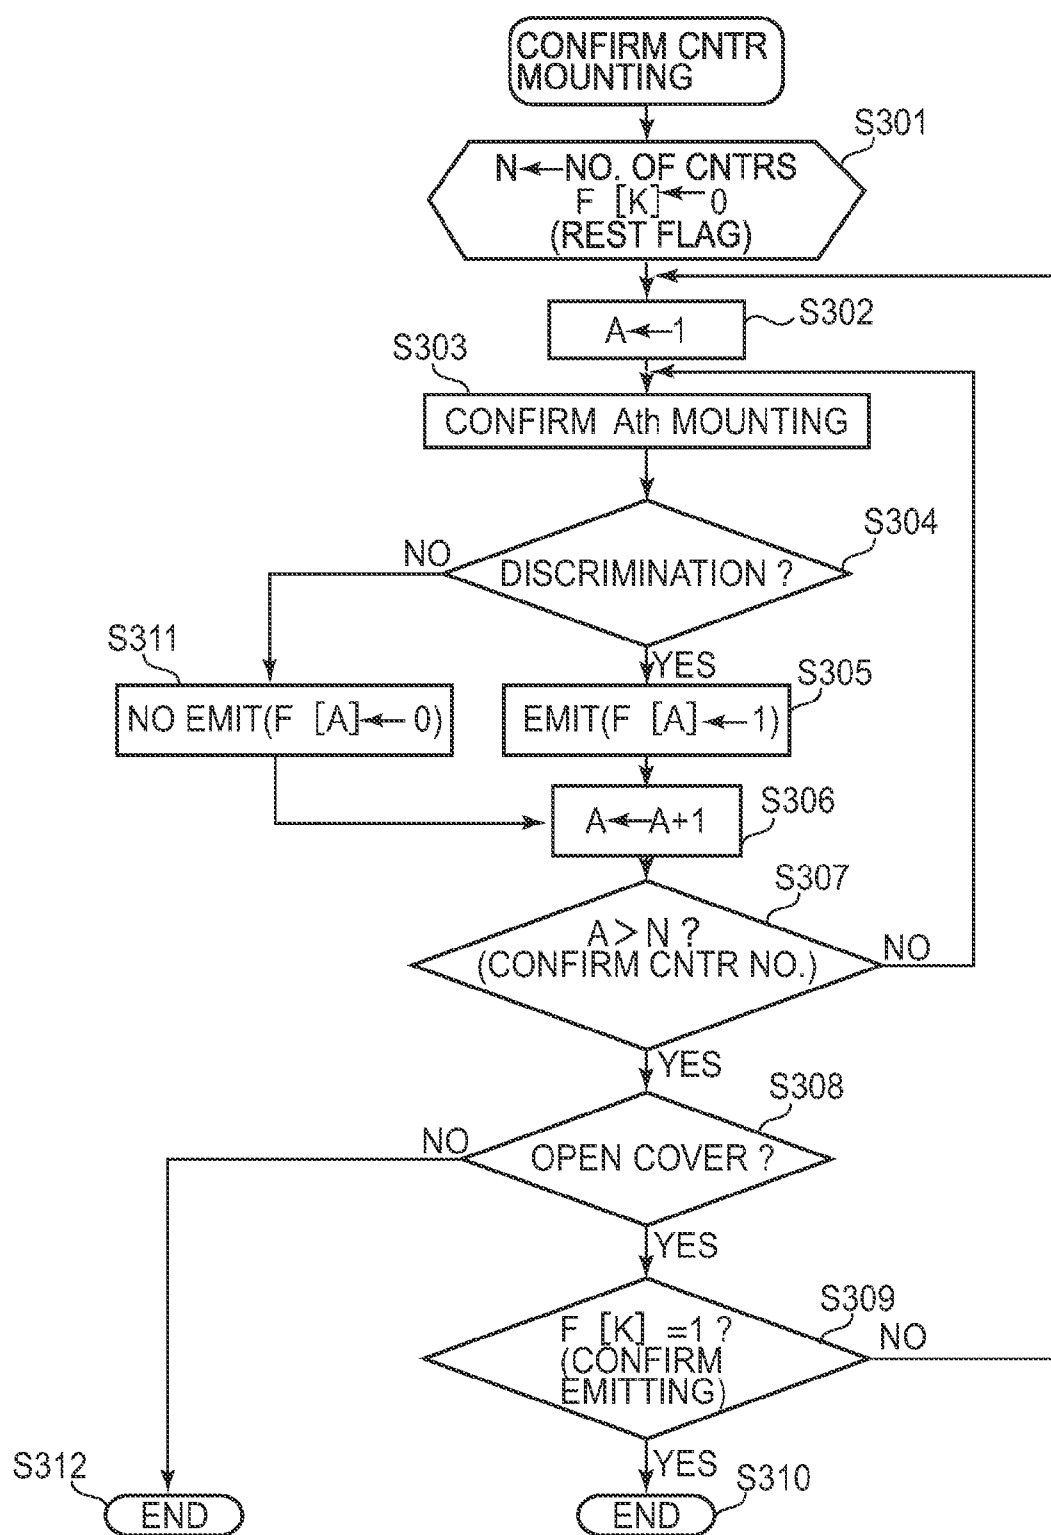 CONFIRM CNTR
MOUNTING
S301
N←NO. OF CNTRS
F [K]←0
(REST FLAG)
S302
A←1
S303
CONFIRM Ath MOUNTING
S304
NO
DISCRIMINATION ?
S311
YES
S305
NO EMIT(F [A]← 0)
EMIT(F [A]← 1)
S306
A←A+1
S307
A > N ?
(CONFIRM CNTR NO.)
NO
YES
S308
NO
OPEN COVER ?
YES
S309
F [K] =1 ?
(CONFIRM
EMITTING)
NO
YES
S312
S310
END
END